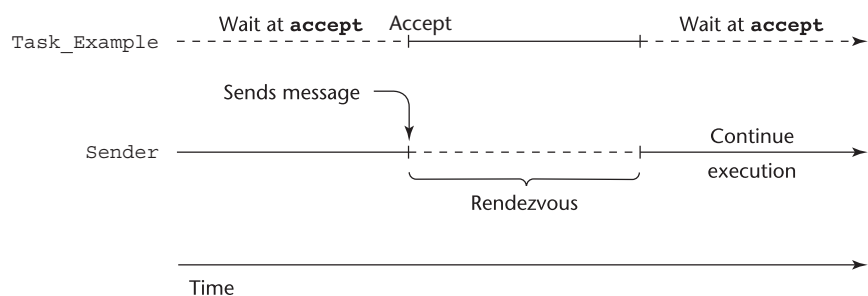 Wait at accept Accept Wait at accept
Task_Example
Sends message
Continue
Sender
execution
Rendezvous
Time